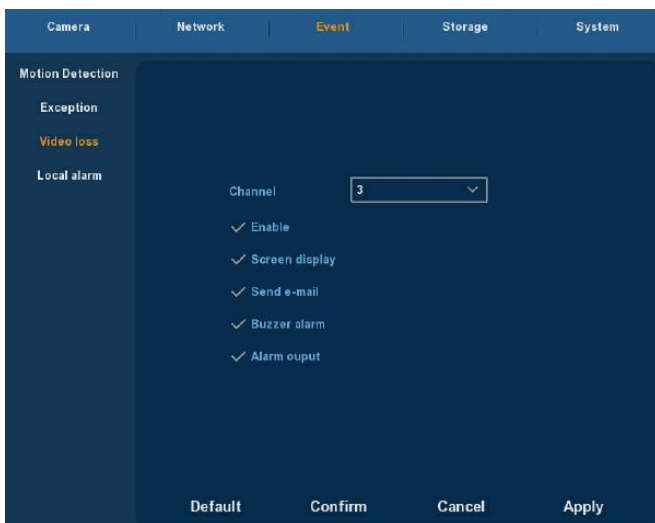 Camera Network Event Storage System
Motion Detection
Exception
Video loss
Local alarm
Channel 3
Enable
Screen display
Send e-mail
Buzzer alarm
Alarm ouput
Default Confirm Cancel Apply